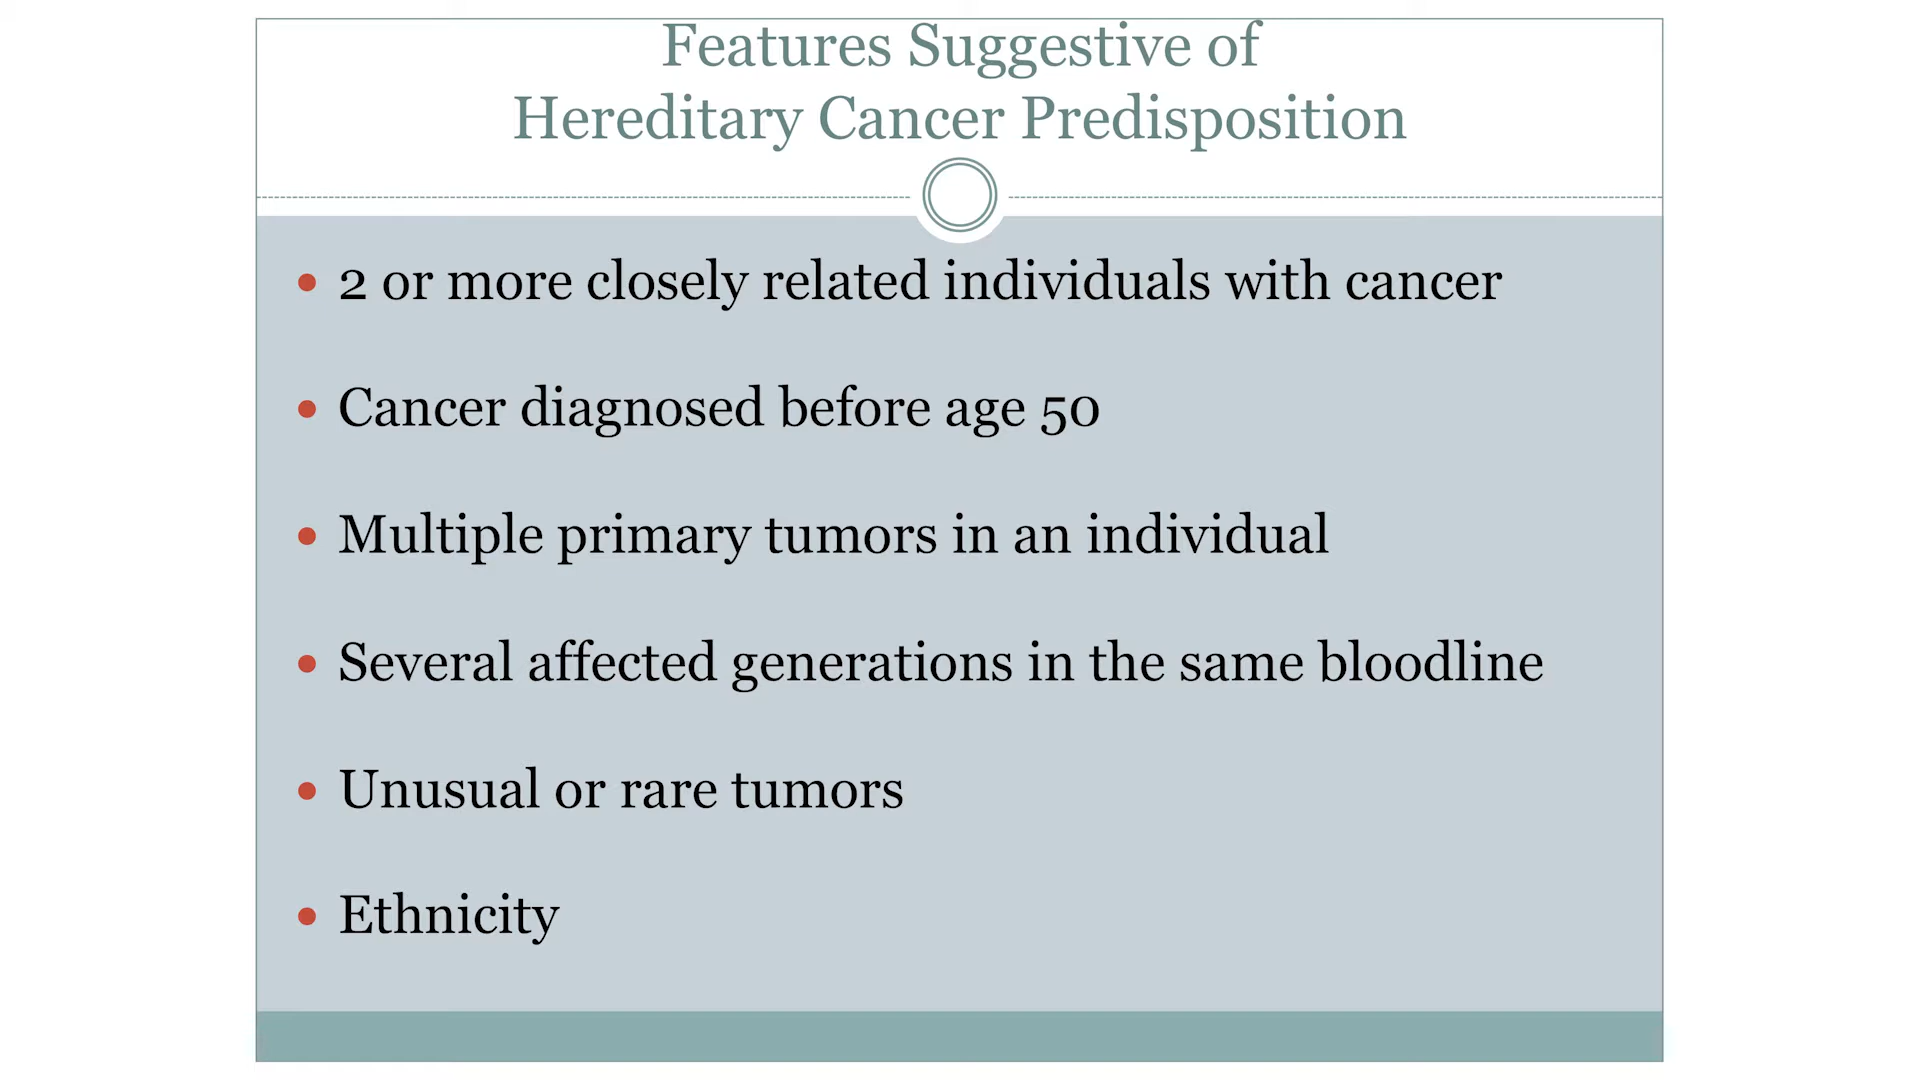 Features Suggestive of
Hereditary Cancer Predisposition
• 2 or more closely related individuals with cancer
• Cancer diagnosed before age 50
• Multiple primary tumors in an individual
• Several affected generations in the same bloodline
• Unusual or rare tumors
• Ethnicity